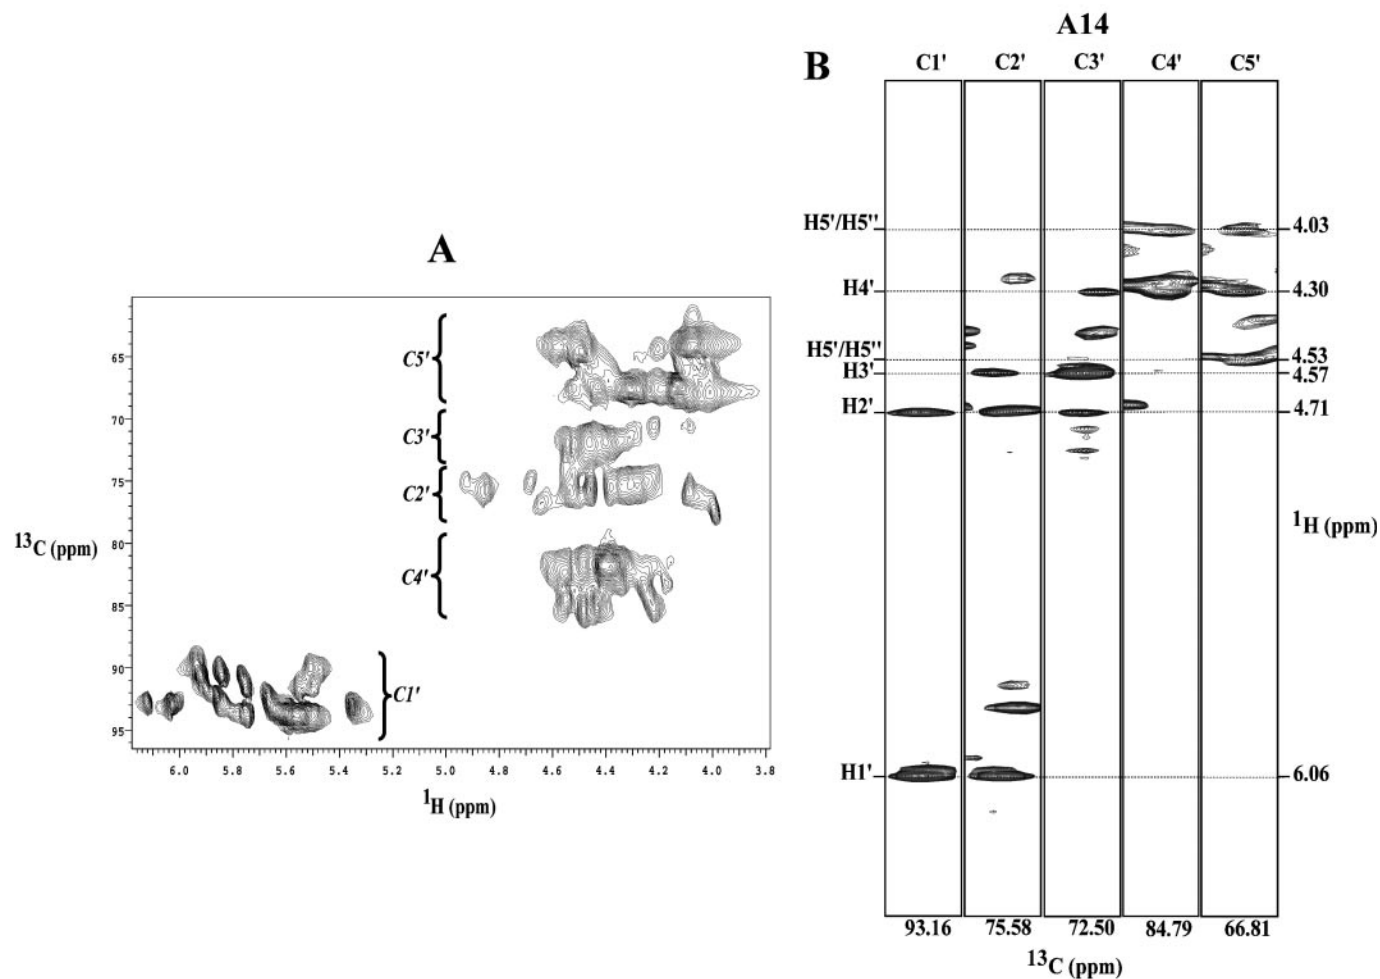 A14
B
C1' C2' C3' C4' C5'
H5'/H5'' 4.03
H4' 4.30
H5'/H5'' 4.53
H3' 4.57
H2' 4.71
¹H (ppm)
H1' 6.06
93.16 75.58 72.50 84.79 66.81
¹³C (ppm)
A
C5'
C3'
C2'
C4'
C1'
65
70
75
80
85
90
95
¹³C (ppm)
6.0 5.8 5.6 5.4 5.2 5.0 4.8 4.6 4.4 4.2 4.0 3.8
¹H (ppm)